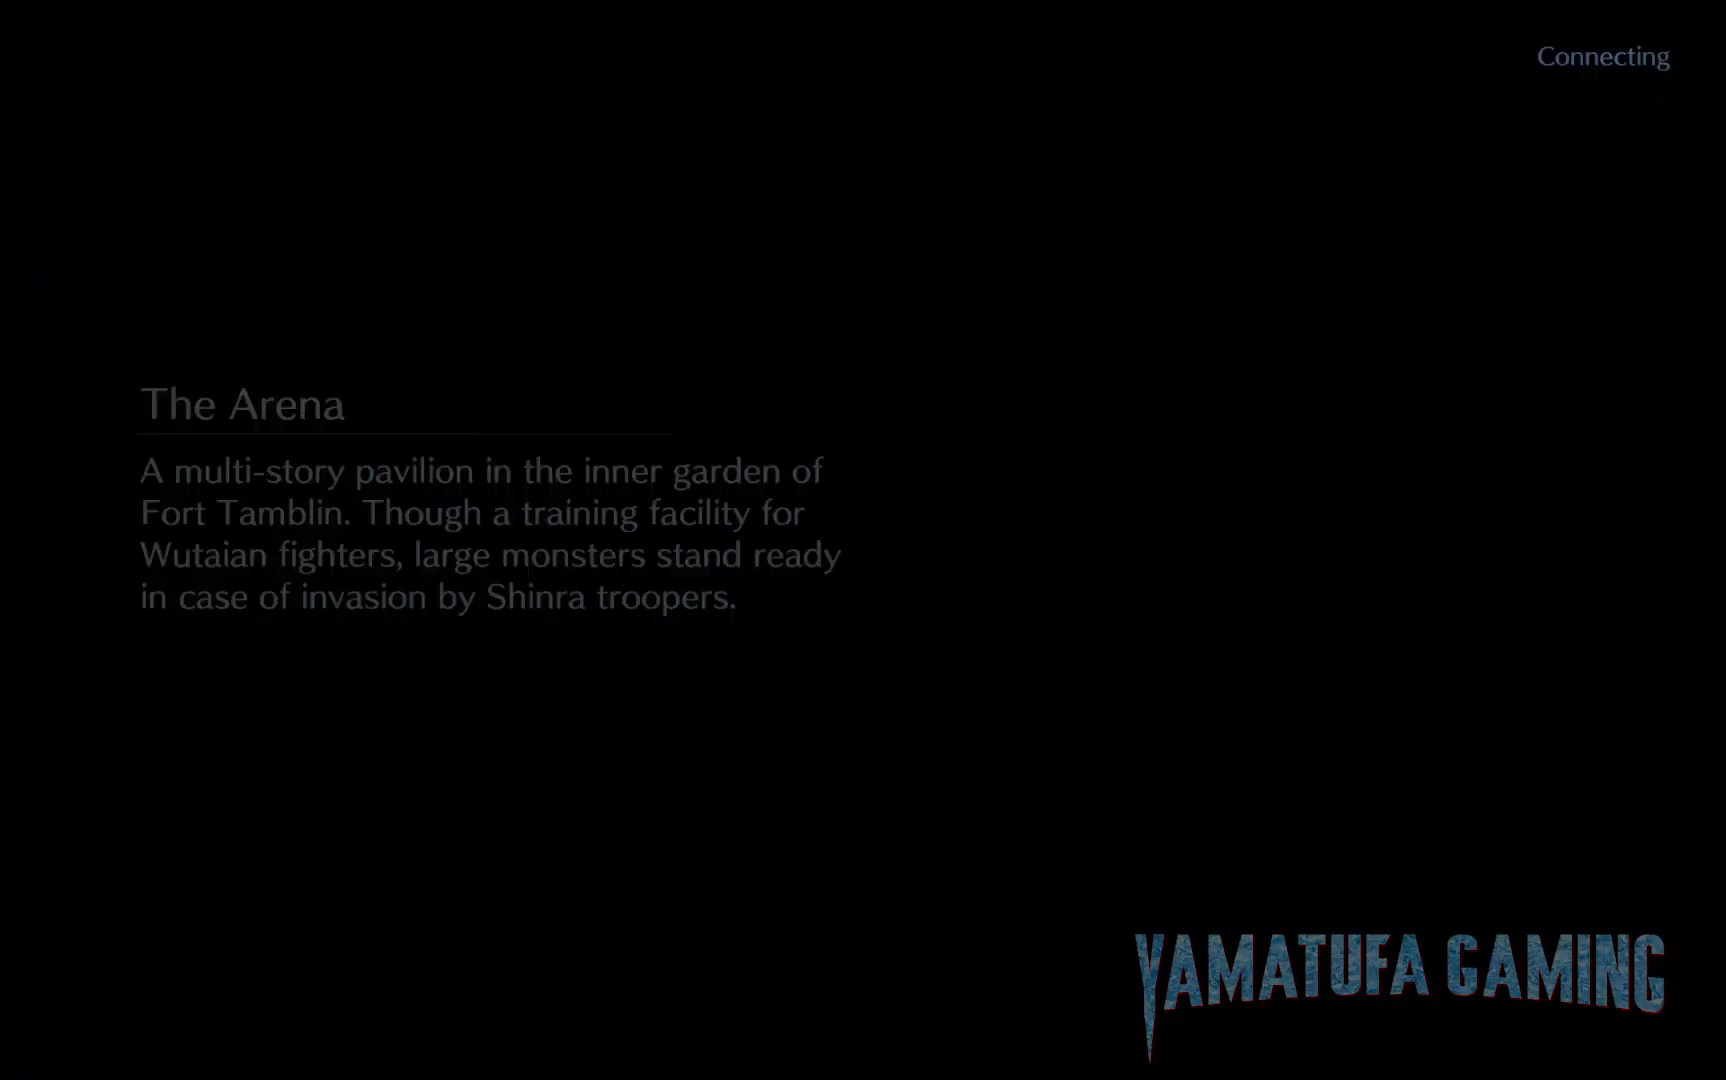 Connecting
The Arena
A multi-story pavilion in the inner garden of
Fort Tamblin. Though a training facility for
Wutaian fighters, large monsters stand ready
in case of invasion by Shinra troopers.
YAMATUFA GAMING